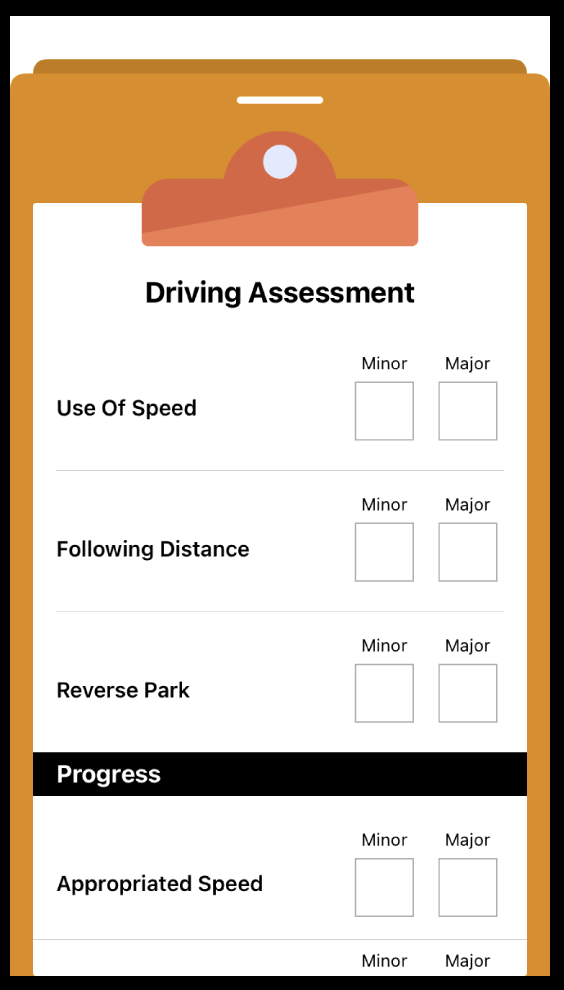 Driving Assessment
Minor Major
Use Of Speed
Minor Major
Following Distance
Minor Major
Reverse Park
Progress
Minor Major
Appropriated Speed
Minor Major